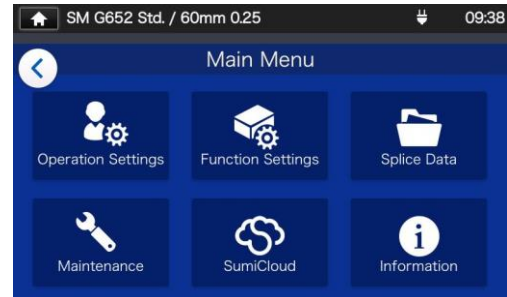 SM G652 Std. / 60mm 0.25 09:38
Main Menu
Operation Settings Function Settings Splice Data
Maintenance SumiCloud Information